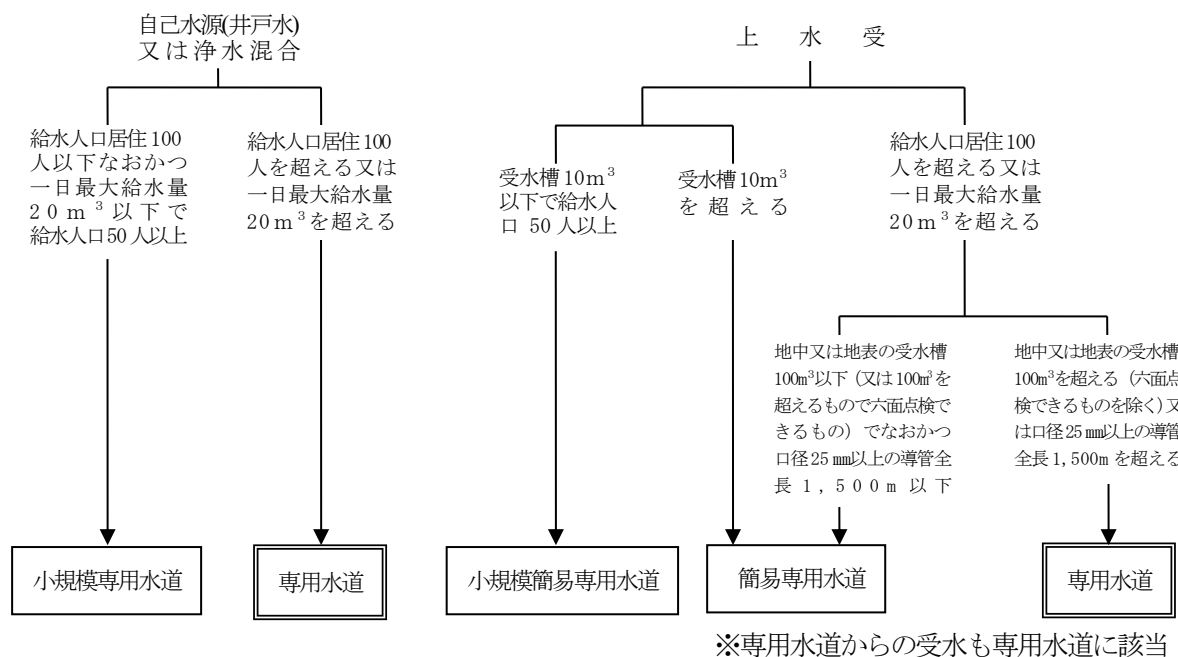 自己水源(井戸水)
又は浄水混合
上水受
給水人口居住100
人以下なおかつ
一日最大給水量
20m³以下で
給水人口50人以上
給水人口居住100
人を超える又は
一日最大給水量
20m³を超える
受水槽10m³
以下で給水人
口50人以上
受水槽10m³
を超える
給水人口居住100
人を超える又は
一日最大給水量
20m³を超える
地中又は地表の受水槽
100m³以下(又は100m³を
超えるもので六面点検で
きるもの)でなおかつ
口径25㎜以上の導管全
長1,500m以下
地中又は地表の受水槽
100m³を超える(六面点
検できるものを除く)又
は口径25㎜以上の導管
全長1,500mを超える
小規模専用水道
専用水道
小規模簡易専用水道
簡易専用水道
専用水道
※専用水道からの受水も専用水道に該当